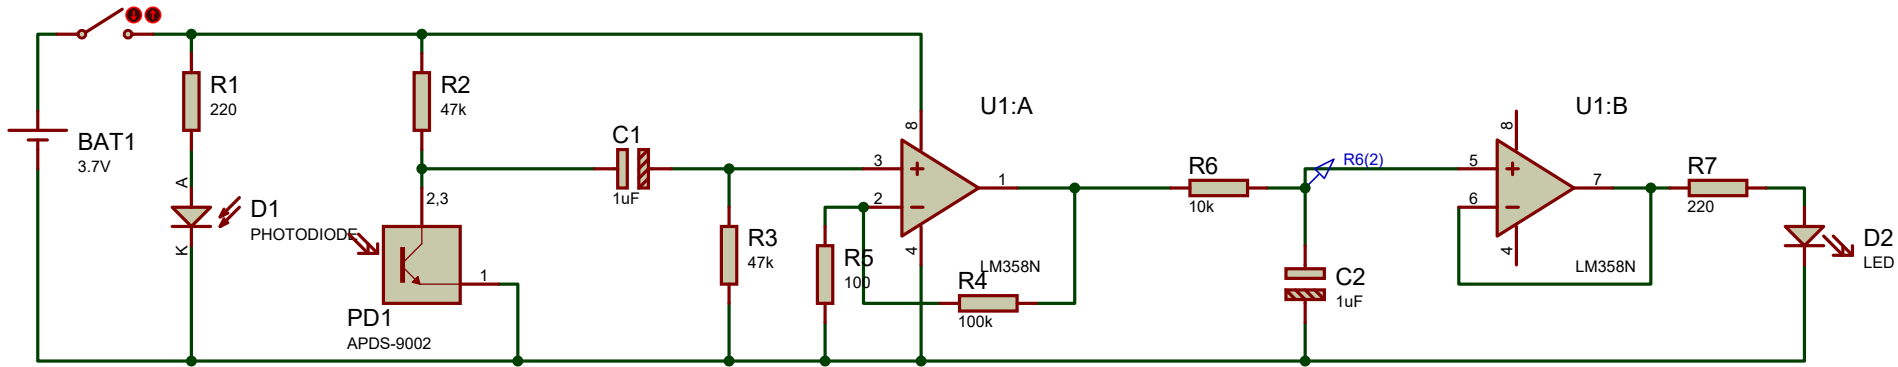 R1
220
BAT1
3.7V
A
K
D1
PHOTODIODE
R2
47k
2,3
1
PD1
APDS-9002
C1
1uF
R3
47k
U1:A
8
3
2
1
4
LM358N
R5
100
R4
100k
R6
10k
R6(2)
C2
1uF
U1:B
8
5
6
7
4
LM358N
R7
220
D2
LED